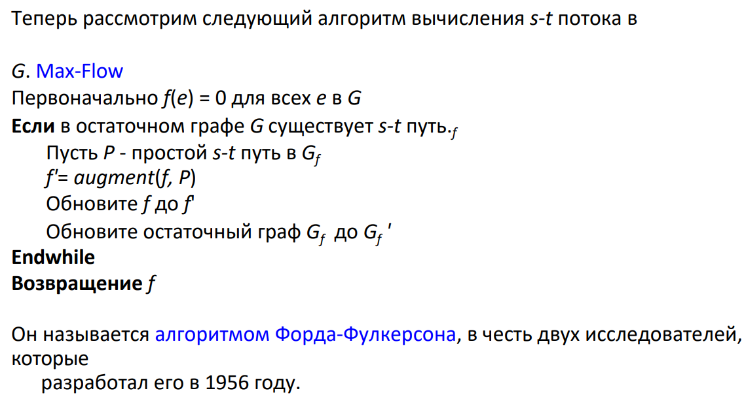 Теперь рассмотрим следующий алгоритм вычисления s-t потока в
G. Max-Flow
Первоначально f(e) = 0 для всех e в G
Если в остаточном графе G существует s-t путь.f
Пусть P - простой s-t путь в Gf
f'= augment(f, P)
Обновите f до f'
Обновите остаточный граф Gf до Gf '
Endwhile
Возвращение f
Он называется алгоритмом Форда-Фулкерсона, в честь двух исследователей,
которые
разработал его в 1956 году.